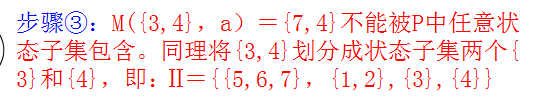 步骤③：M({3,4}，a）＝{7,4}不能被P中任意状
态子集包含。同理将{3,4}划分成状态子集两个{
3}和{4}，即：Ⅱ＝{{5,6,7}，{1,2},{3},{4}}